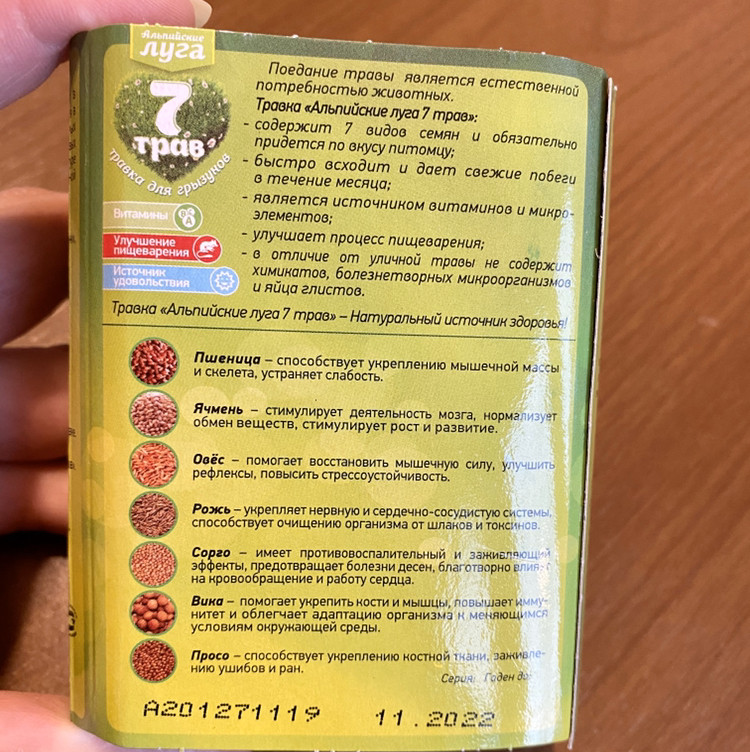 Альпийские
луга
7
трав
травка для грызунов
Витамины
B C
A
Улучшение
пищеварения
Источник
удовольствия
Поедание травы является естественной
потребностью животных.
Травка «Альпийские луга 7 трав»:
- содержит 7 видов семян и обязательно
придется по вкусу питомцу;
- быстро всходит и дает свежие побеги
в течение месяца;
- является источником витаминов и микро-
элементов;
- улучшает процесс пищеварения;
- в отличие от уличной травы не содержит
химикатов, болезнетворных микроорганизмов
и яйца глистов.
Травка «Альпийские луга 7 трав» – Натуральный источник здоровья!
Пшеница – способствует укреплению мышечной массы
и скелета, устраняет слабость.
Ячмень – стимулирует деятельность мозга, нормализует
обмен веществ, стимулирует рост и развитие.
Овёс – помогает восстановить мышечную силу, улучшить
рефлексы, повысить стрессоустойчивость.
Рожь – укрепляет нервную и сердечно-сосудистую системы,
способствует очищению организма от шлаков и токсинов.
Сорго – имеет противовоспалительный и заживляющий
эффекты, предотвращает болезни десен, благотворно влияет
на кровообращение и работу сердца.
Вика – помогает укрепить кости и мышцы, повышает имму-
нитет и облегчает адаптацию организма к меняющимся
условиям окружающей среды.
Просо – способствует укреплению костной ткани, заживле-
нию ушибов и ран.
Серия: Годен до:
A201271119 11.2022